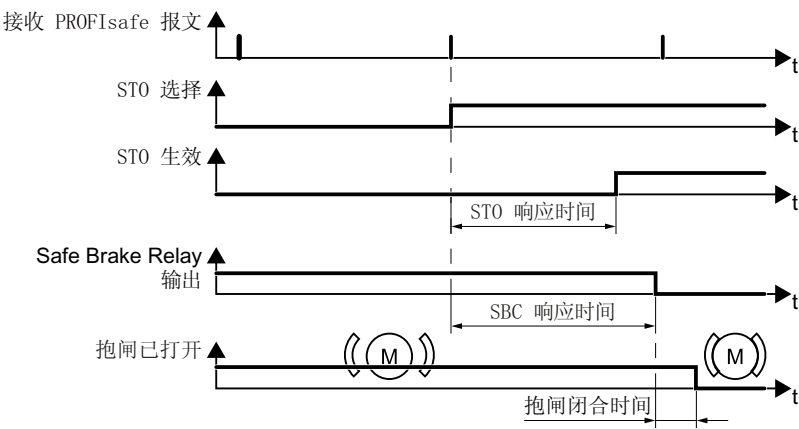 接收 PROFIsafe 报文
t
STO 选择
t
STO 生效
t
STO 响应时间
Safe Brake Relay
输出
t
SBC 响应时间
抱闸已打开
M
M
t
抱闸闭合时间